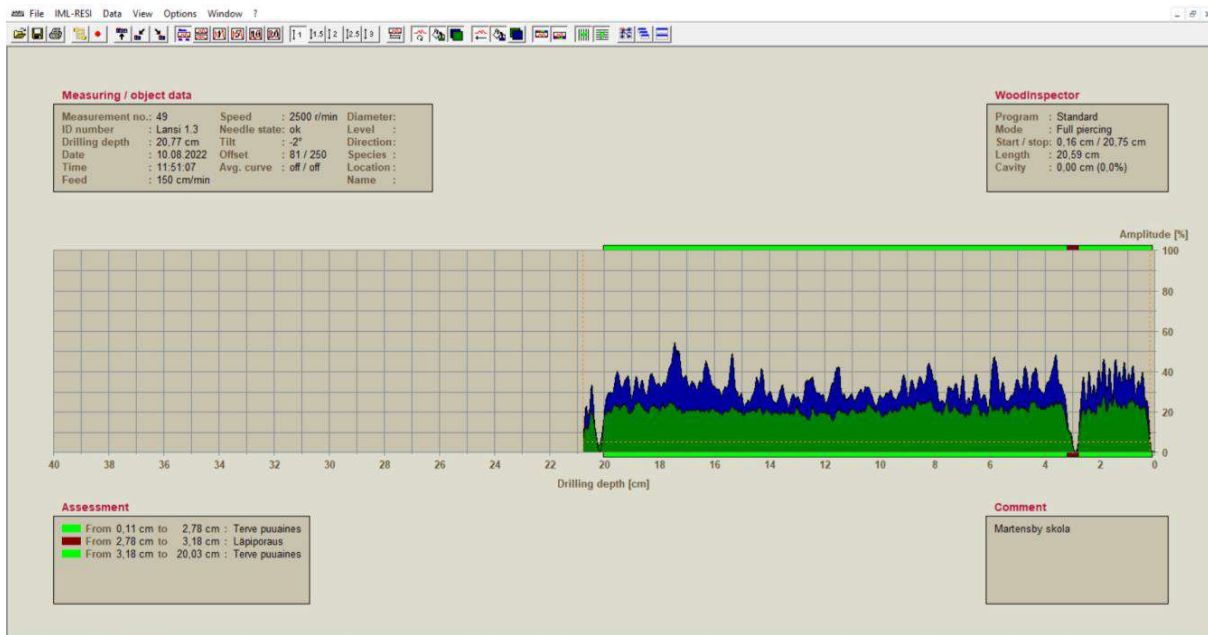 File IML-RESI Data View Options Window ?
1 1.5 2 2.5 3
Measuring / object data
Measurement no.: 49 Speed : 2500 r/min Diameter:
ID number : Lansi 1.3 Needle state: ok Level :
Drilling depth : 20,77 cm Tilt : -2° Direction:
Date : 10.08.2022 Offset : 81 / 250 Species :
Time : 11:51:07 Avg. curve : off / off Location :
Feed : 150 cm/min Name :
WoodInspector
Program : Standard
Mode : Full piercing
Start / stop: 0,16 cm / 20,75 cm
Length : 20,59 cm
Cavity : 0,00 cm (0,0%)
Amplitude [%]
100
80
60
40
20
0
40 38 36 34 32 30 28 26 24 22 20 18 16 14 12 10 8 6 4 2 0
Drilling depth [cm]
Assessment
From 0,11 cm to 2,78 cm : Terve puuaines
From 2,78 cm to 3,18 cm : Läpiporaus
From 3,18 cm to 20,03 cm : Terve puuaines
Comment
Martensby skola